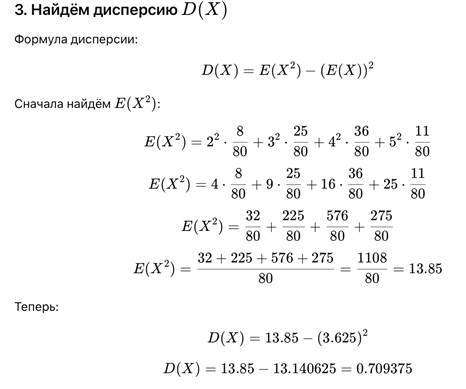 3. Найдём дисперсию D(X)
Формула дисперсии:
D(X) = E(X²) − (E(X))²
Сначала найдём E(X²):
E(X²) = 2² · 8/80 + 3² · 25/80 + 4² · 36/80 + 5² · 11/80
E(X²) = 4 · 8/80 + 9 · 25/80 + 16 · 36/80 + 25 · 11/80
E(X²) = 32/80 + 225/80 + 576/80 + 275/80
E(X²) = (32 + 225 + 576 + 275)/80 = 1108/80 = 13.85
Теперь:
D(X) = 13.85 − (3.625)²
D(X) = 13.85 − 13.140625 = 0.709375